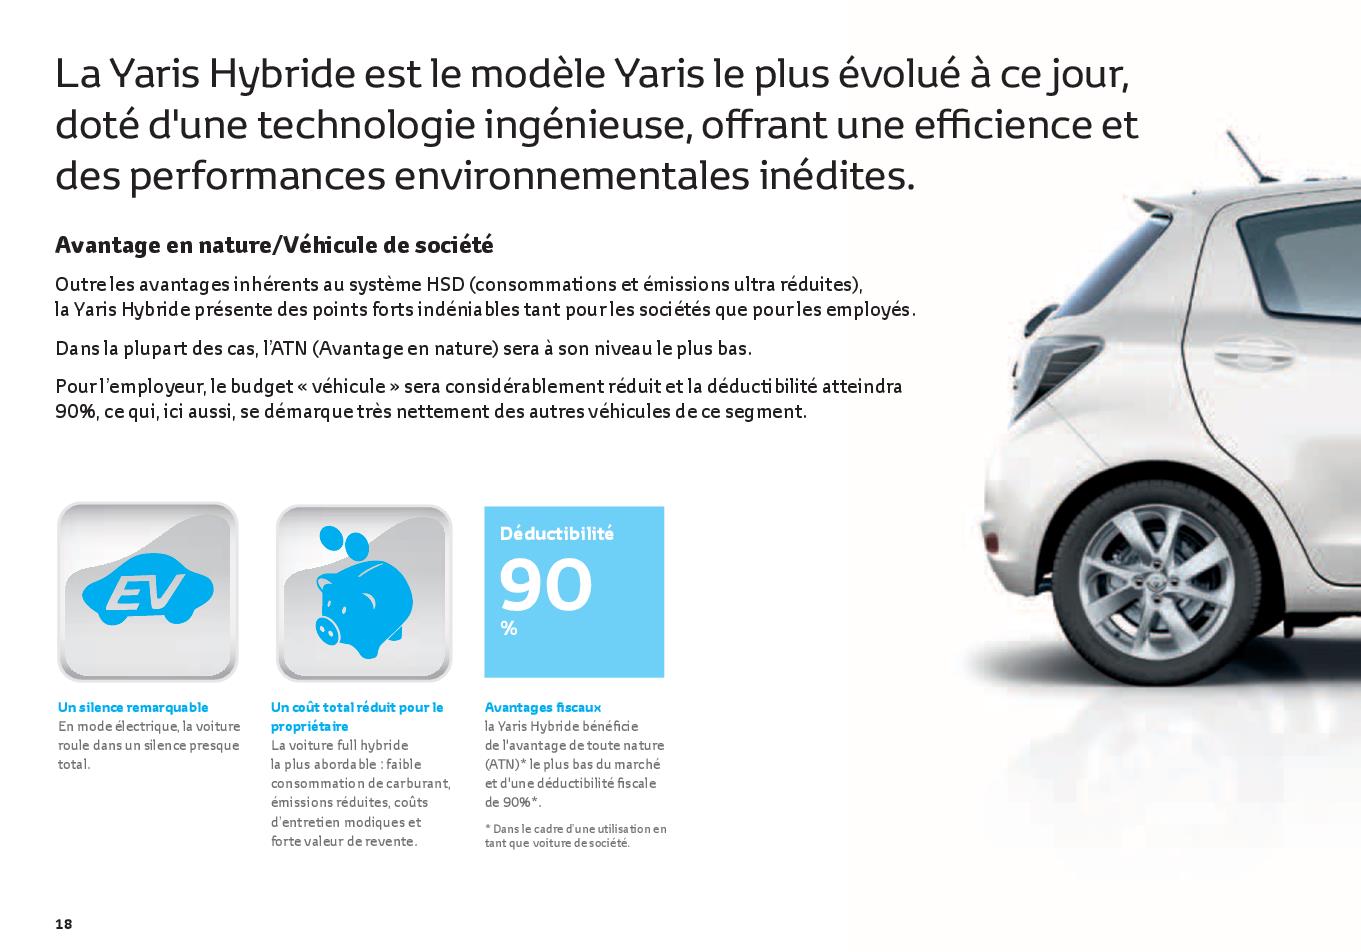 La Yaris Hybride est le modèle Yaris le plus évolué à ce jour,
doté d'une technologie ingénieuse, offrant une efficience et
des performances environnementales inédites.
Avantage en nature/Véhicule de société
Outre les avantages inhérents au système HSD (consommations et émissions ultra réduites),
la Yaris Hybride présente des points forts indéniables tant pour les sociétés que pour les employés.
Dans la plupart des cas, l’ATN (Avantage en nature) sera à son niveau le plus bas.
Pour l’employeur, le budget « véhicule » sera considérablement réduit et la déductibilité atteindra
90%, ce qui, ici aussi, se démarque très nettement des autres véhicules de ce segment.
EV
Un silence remarquable
En mode électrique, la voiture
roule dans un silence presque
total.
Un coût total réduit pour le
propriétaire
La voiture full hybride
la plus abordable : faible
consommation de carburant,
émissions réduites, coûts
d’entretien modiques et
forte valeur de revente.
Déductibilité
90
%
Avantages fiscaux
la Yaris Hybride bénéficie
de l'avantage de toute nature
(ATN)* le plus bas du marché
et d'une déductibilité fiscale
de 90%*.
* Dans le cadre d’une utilisation en
tant que voiture de société.
18